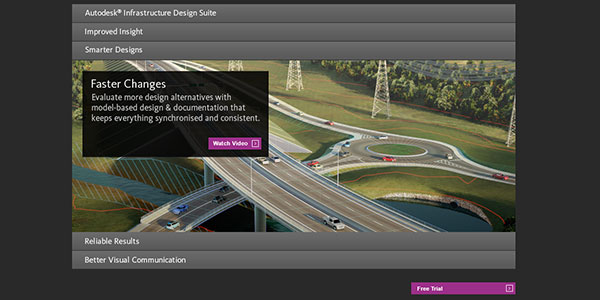 Autodesk® Infrastructure Design Suite
Improved Insight
Smarter Designs
Faster Changes
Evaluate more design alternatives with
model-based design & documentation that
keeps everything synchronised and consistent.
Watch Video
Reliable Results
Better Visual Communication
Free Trial